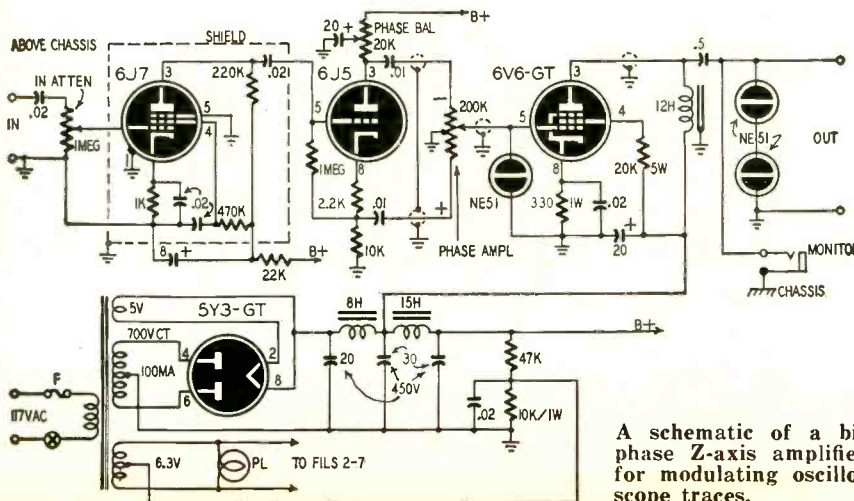 ABOVE CHASSIS
SHIELD
IN ATTEN
IN
.02
1MEG
6J7
3
5
4
1
8
1K
.02
470K
8 +
22K
B+
220K
.021
6J5
3
5
8
1MEG
2.2K
10K
.01
20 +
PHASE BAL
20K
B+
.01
−
200K
+
PHASE AMPL
6V6-GT
3
5
4
8
NE51
330
1W
.02
20
+
20K
5W
12H
.5
NE51
OUT
MONITOR
CHASSIS
5Y3-GT
5V
700VCT
100MA
4
6
2
8
F
117VAC
6.3V
PL
TO FILS 2-7
8H
15H
20
30
450V
B+
47K
.02
10K/1W
A schematic of a bi
phase Z-axis amplifie
for modulating oscillo
scope traces.